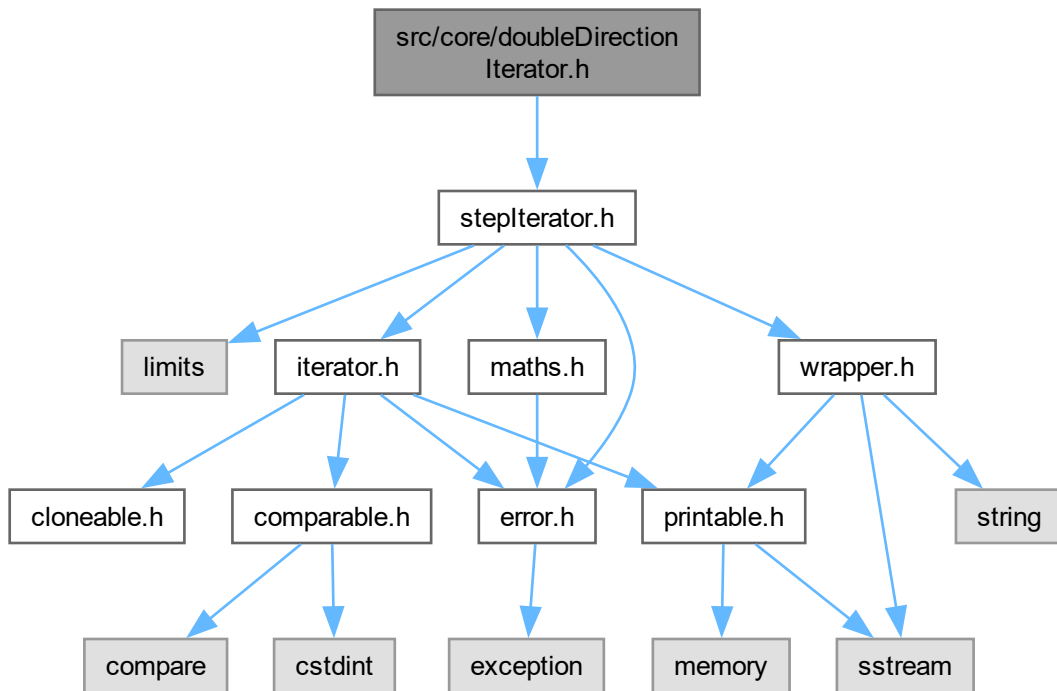 src/core/doubleDirection
Iterator.h
stepIterator.h
limits
iterator.h
maths.h
wrapper.h
cloneable.h
comparable.h
error.h
printable.h
string
compare
cstdint
exception
memory
sstream